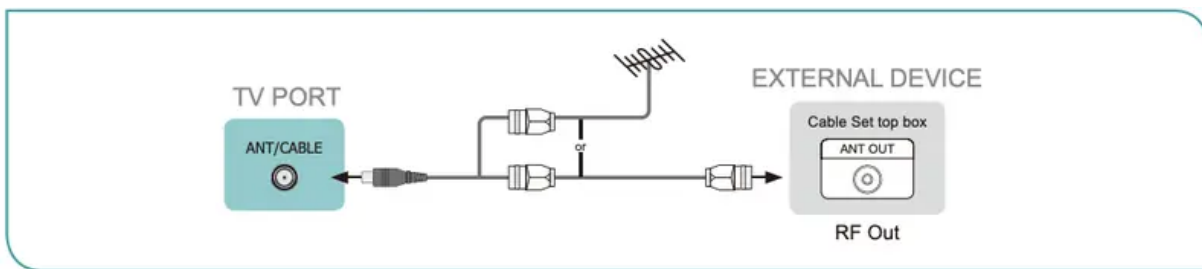 TV PORT
ANT/CABLE
or
EXTERNAL DEVICE
Cable Set top box
ANT OUT
RF Out